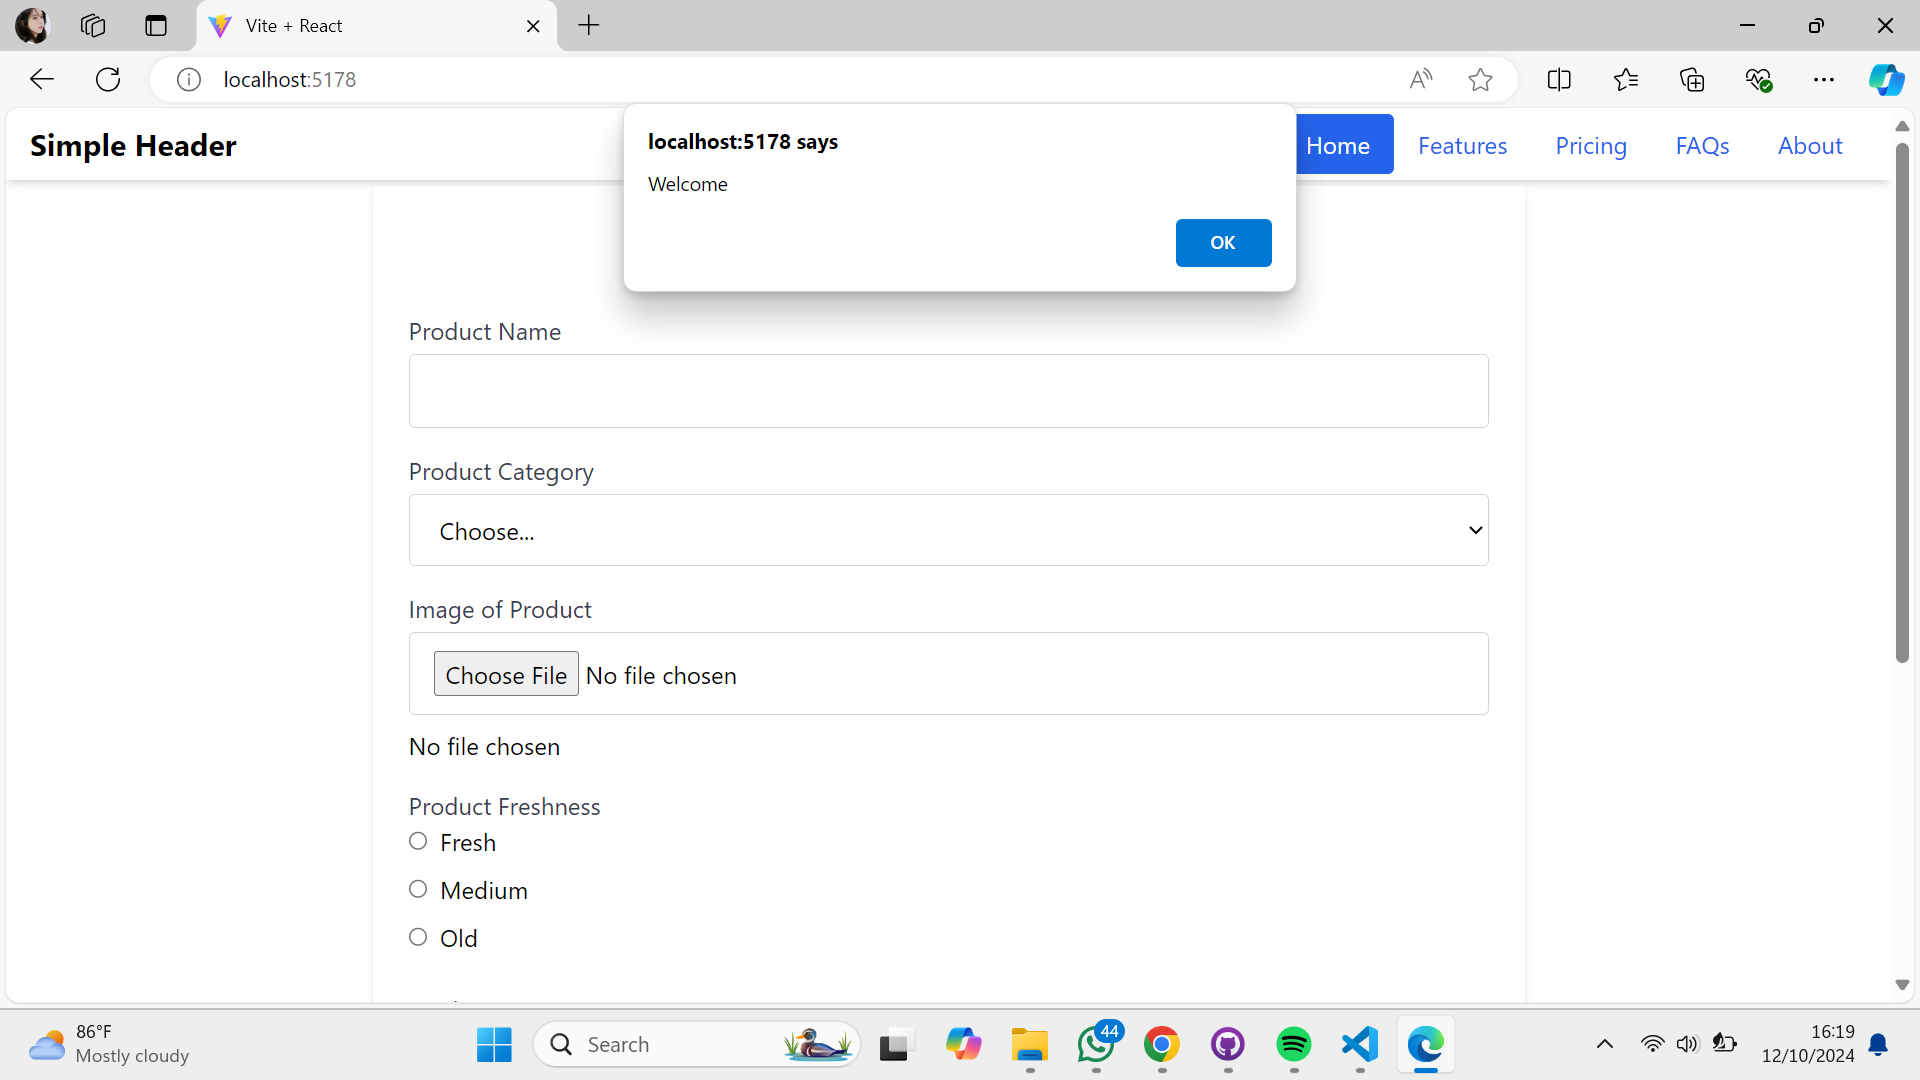 Vite + React
localhost:5178
Simple Header
Home
Features
Pricing
FAQs
About
localhost:5178 says
Welcome
OK
Product Name
Product Category
Choose...
Image of Product
Choose File No file chosen
No file chosen
Product Freshness
Fresh
Medium
Old
86°F
Mostly cloudy
Search
44
16:19
12/10/2024